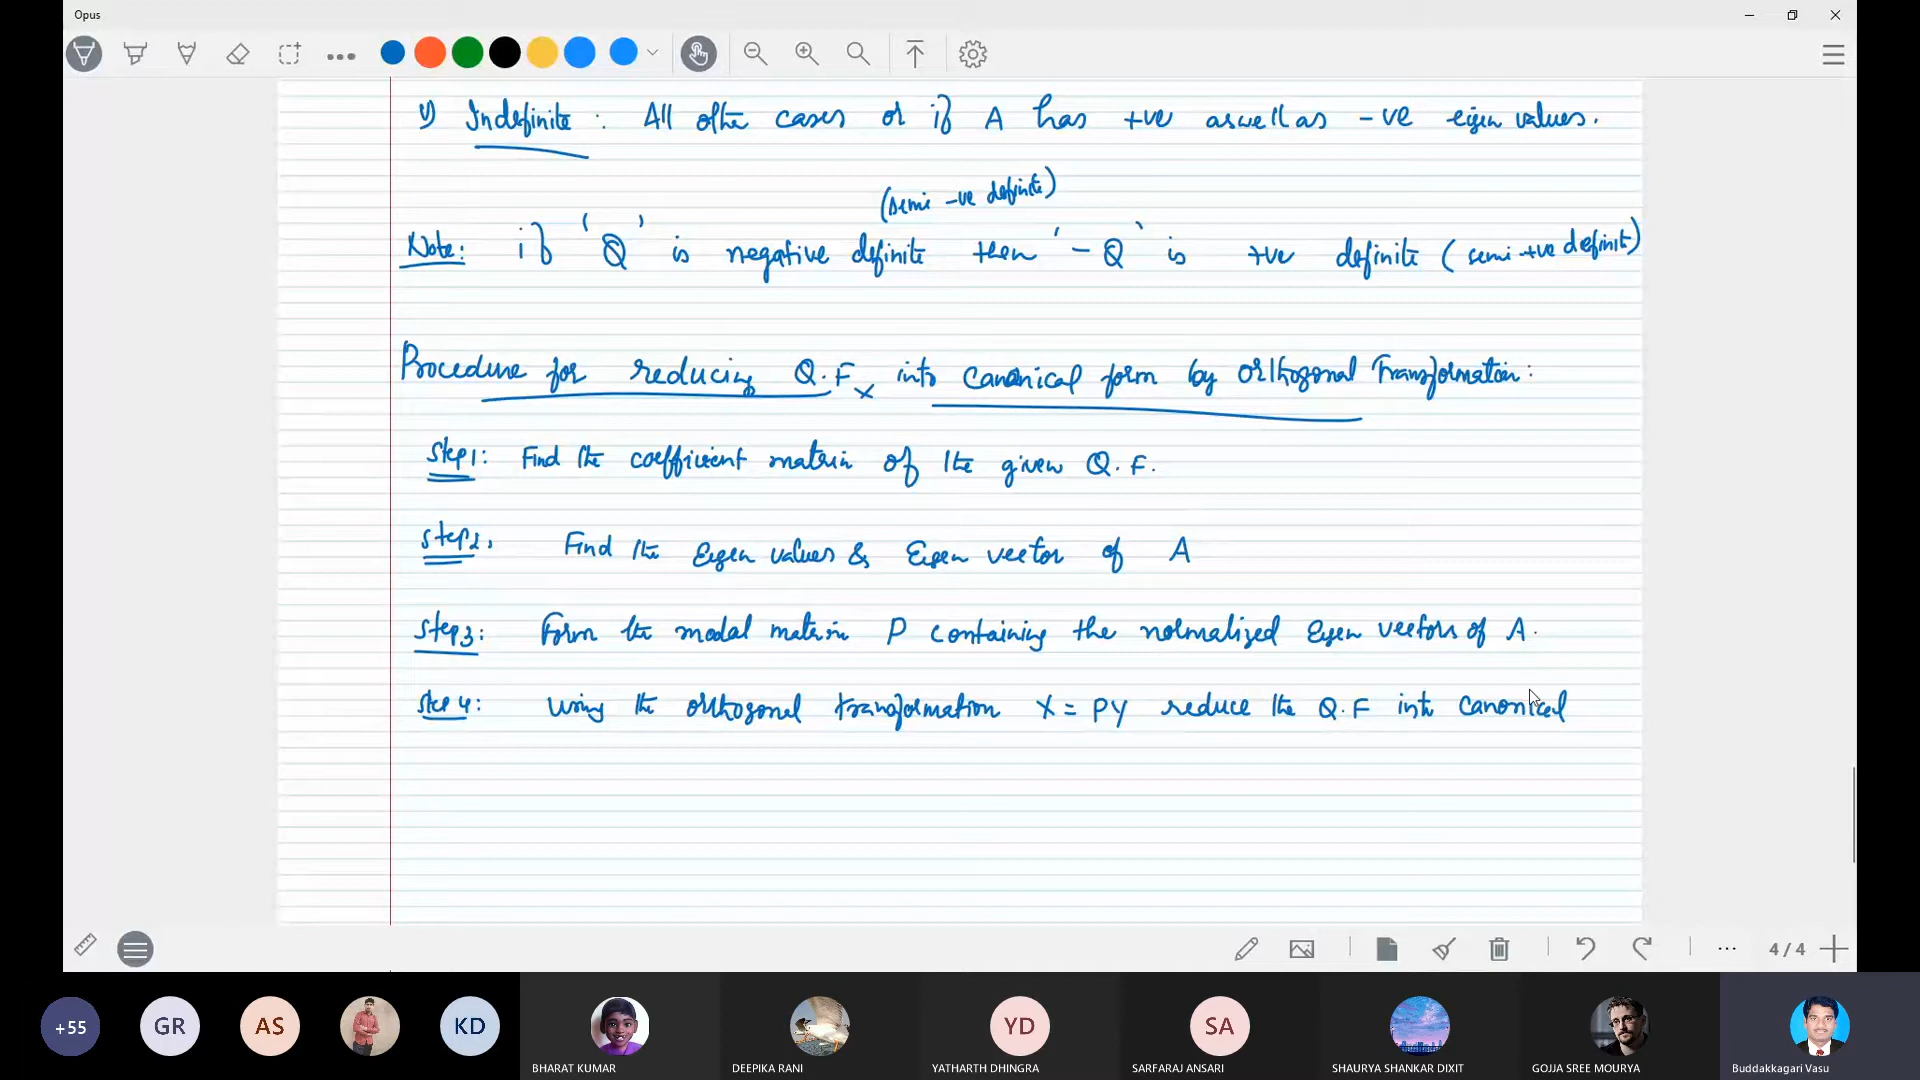 Opus
v) Indefinite : All other cases or if A has +ve aswell as -ve eigen values.
(semi -ve definite)
Note: if 'Q' is negative definite then '-Q' is +ve definite (semi +ve definit)
Procedure for reducing Q.F into canonical form by orthogonal Transformation:
Step1: Find the coefficient matrix of the given Q.F.
Step2: Find the Eigen values & Eigen vector of A
Step3: Form the modal matrix P containing the normalized Eigen vectors of A.
Step4: Using the orthogonal transformation X = PY reduce the Q.F into canonical
4 / 4
+55 GR AS KD YD SA
BHARAT KUMAR DEEPIKA RANI YATHARTH DHINGRA SARFARAJ ANSARI SHAURYA SHANKAR DIXIT GOJJA SREE MOURYA Buddakkagari Vasu